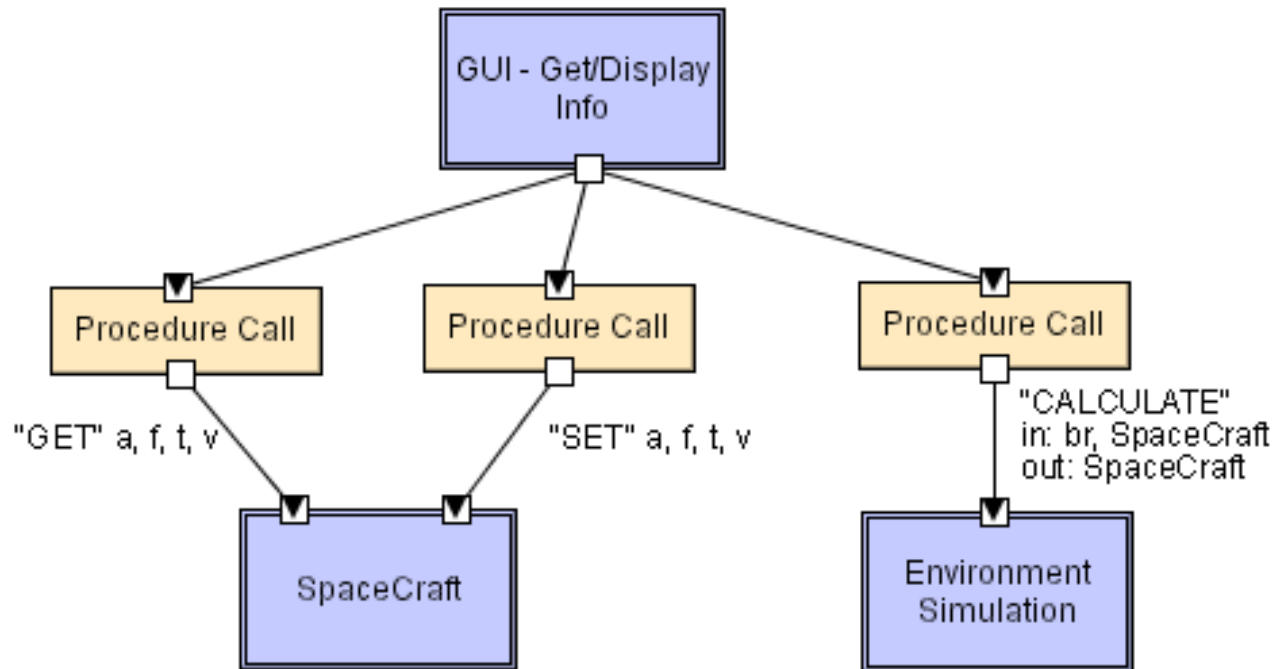 GUI - Get/Display
Info
Procedure Call
Procedure Call
Procedure Call
"GET" a, f, t, v
"SET" a, f, t, v
"CALCULATE"
in: br, SpaceCraft
out: SpaceCraft
SpaceCraft
Environment
Simulation